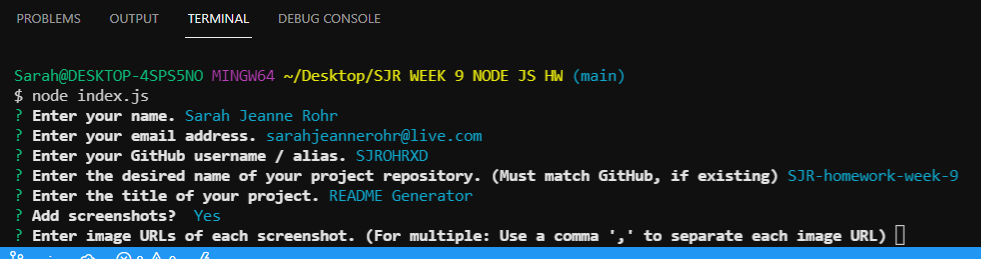 PROBLEMS OUTPUT TERMINAL DEBUG CONSOLE
Sarah@DESKTOP-4SPS5NO MINGW64 ~/Desktop/SJR WEEK 9 NODE JS HW (main)
$ node index.js
? Enter your name. Sarah Jeanne Rohr
? Enter your email address. sarahjeannerohr@live.com
? Enter your GitHub username / alias. SJROHRXD
? Enter the desired name of your project repository. (Must match GitHub, if existing) SJR-homework-week-9
? Enter the title of your project. README Generator
? Add screenshots?  Yes
? Enter image URLs of each screenshot. (For multiple: Use a comma ',' to separate each image URL)